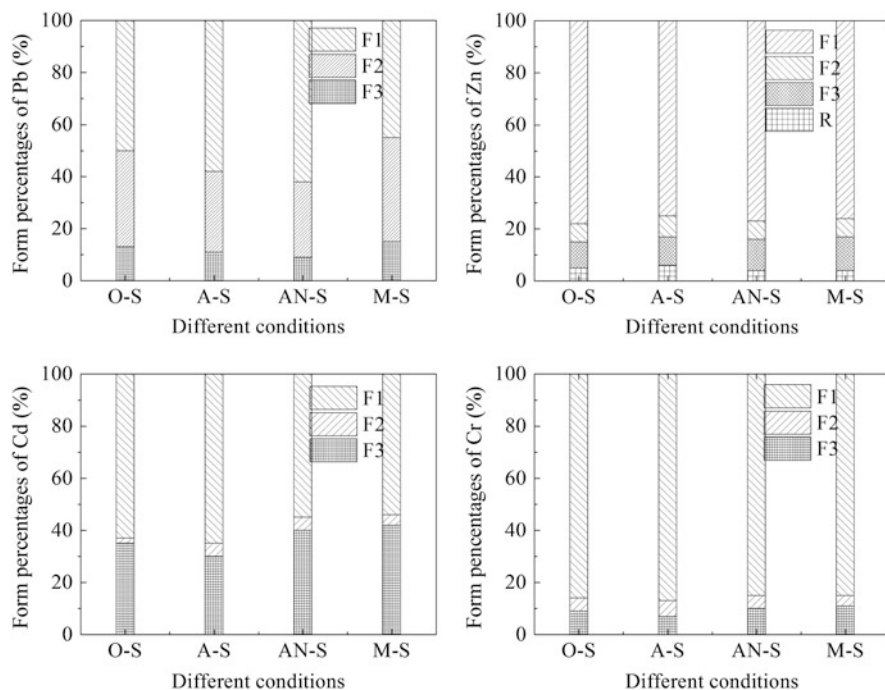 Form percentages of Pb (%)
100
80
60
40
20
0
F1
F2
F3
O-S A-S AN-S M-S
Different conditions
Form percentages of Zn (%)
100
80
60
40
20
0
F1
F2
F3
R
O-S A-S AN-S M-S
Different conditions
Form percentages of Cd (%)
100
80
60
40
20
0
F1
F2
F3
O-S A-S AN-S M-S
Different conditions
Form pencentages of Cr (%)
100
80
60
40
20
0
F1
F2
F3
O-S A-S AN-S M-S
Different conditions